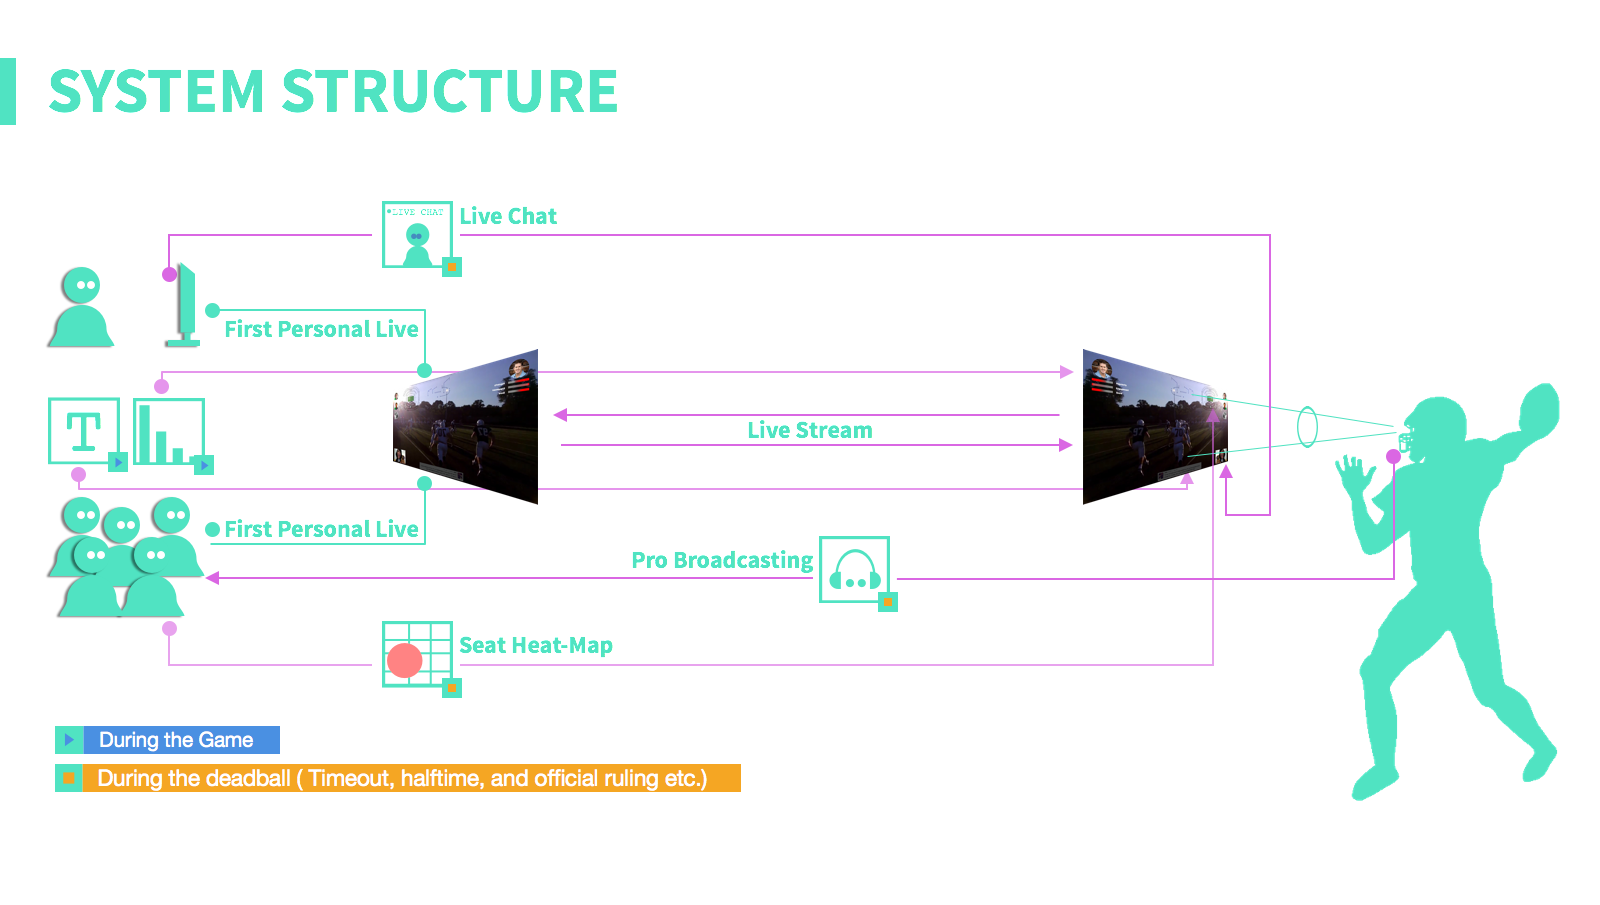 SYSTEM STRUCTURE
LIVE CHAT
Live Chat
First Personal Live
T
Live Stream
First Personal Live
Pro Broadcasting
Seat Heat-Map
During the Game
During the deadball ( Timeout, halftime, and official ruling etc.)